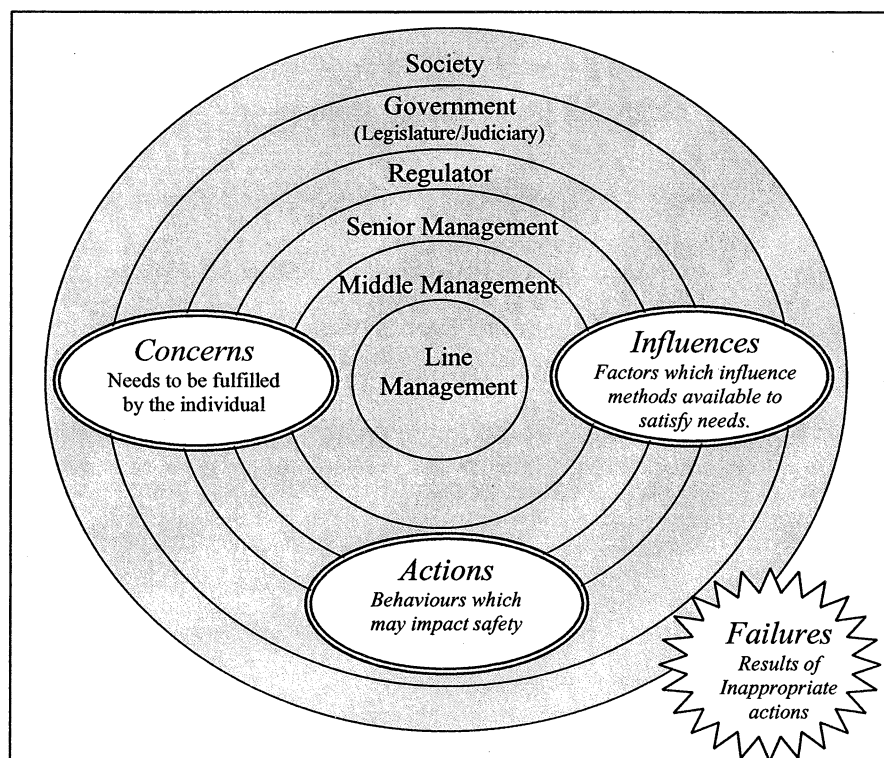 Society
Government
(Legislature/Judiciary)
Regulator
Senior Management
Middle Management
Line
Management
Concerns
Needs to be fulfilled
by the individual
Influences
Factors which influence
methods available to
satisfy needs.
Actions
Behaviours which
may impact safety
Failures
Results of
Inappropriate
actions